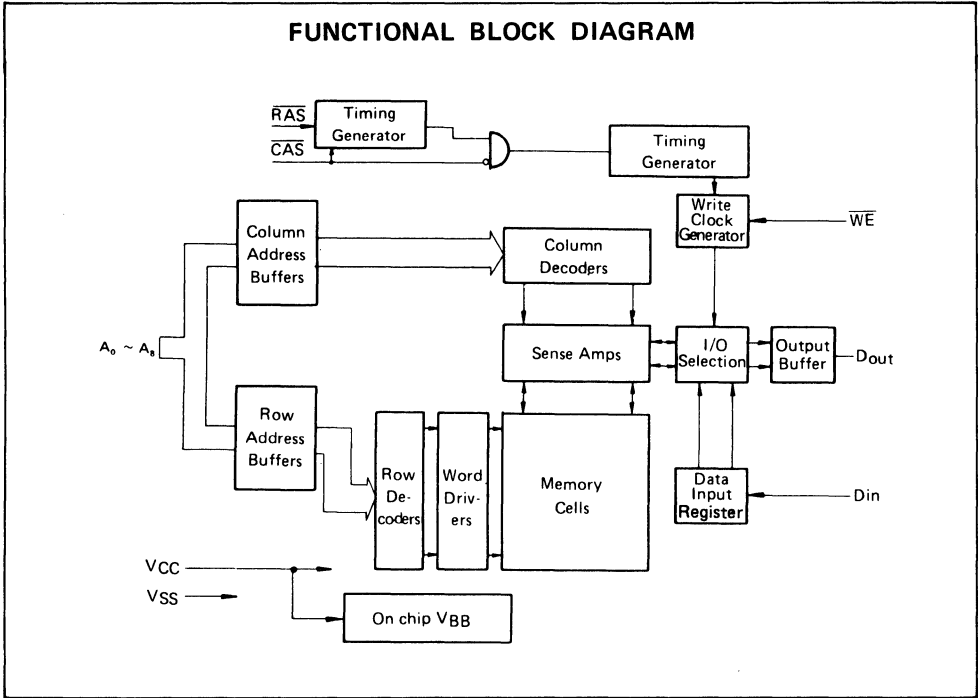 FUNCTIONAL BLOCK DIAGRAM
RAS
Timing
Generator
CAS
Timing
Generator
Write
Clock
Generator
WE
Column
Address
Buffers
Column
Decoders
A₀ ~ A₈
Sense Amps
I/O
Selection
Output
Buffer
Dout
Row
Address
Buffers
Row
De-
coders
Word
Driv-
ers
Memory
Cells
Data
Input
Register
Din
VCC
VSS
On chip VBB